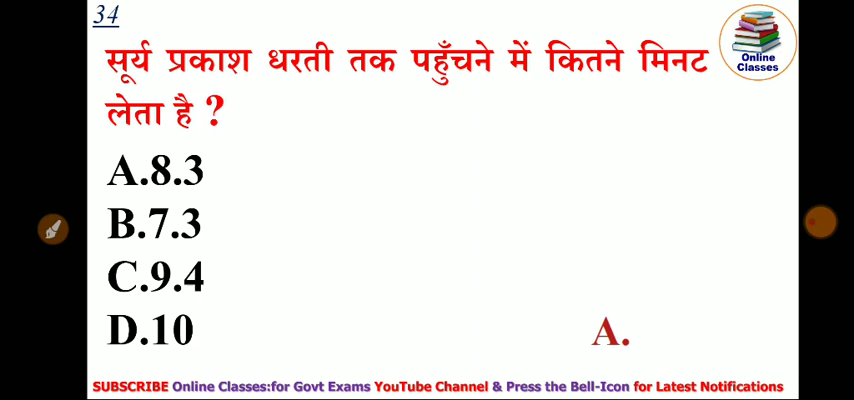 34
Online
Classes
सूर्य प्रकाश धरती तक पहुँचने में कितने मिनट
लेता है ?
A.8.3
B.7.3
C.9.4
D.10
A.
SUBSCRIBE Online Classes:for Govt Exams YouTube Channel & Press the Bell-Icon for Latest Notifications